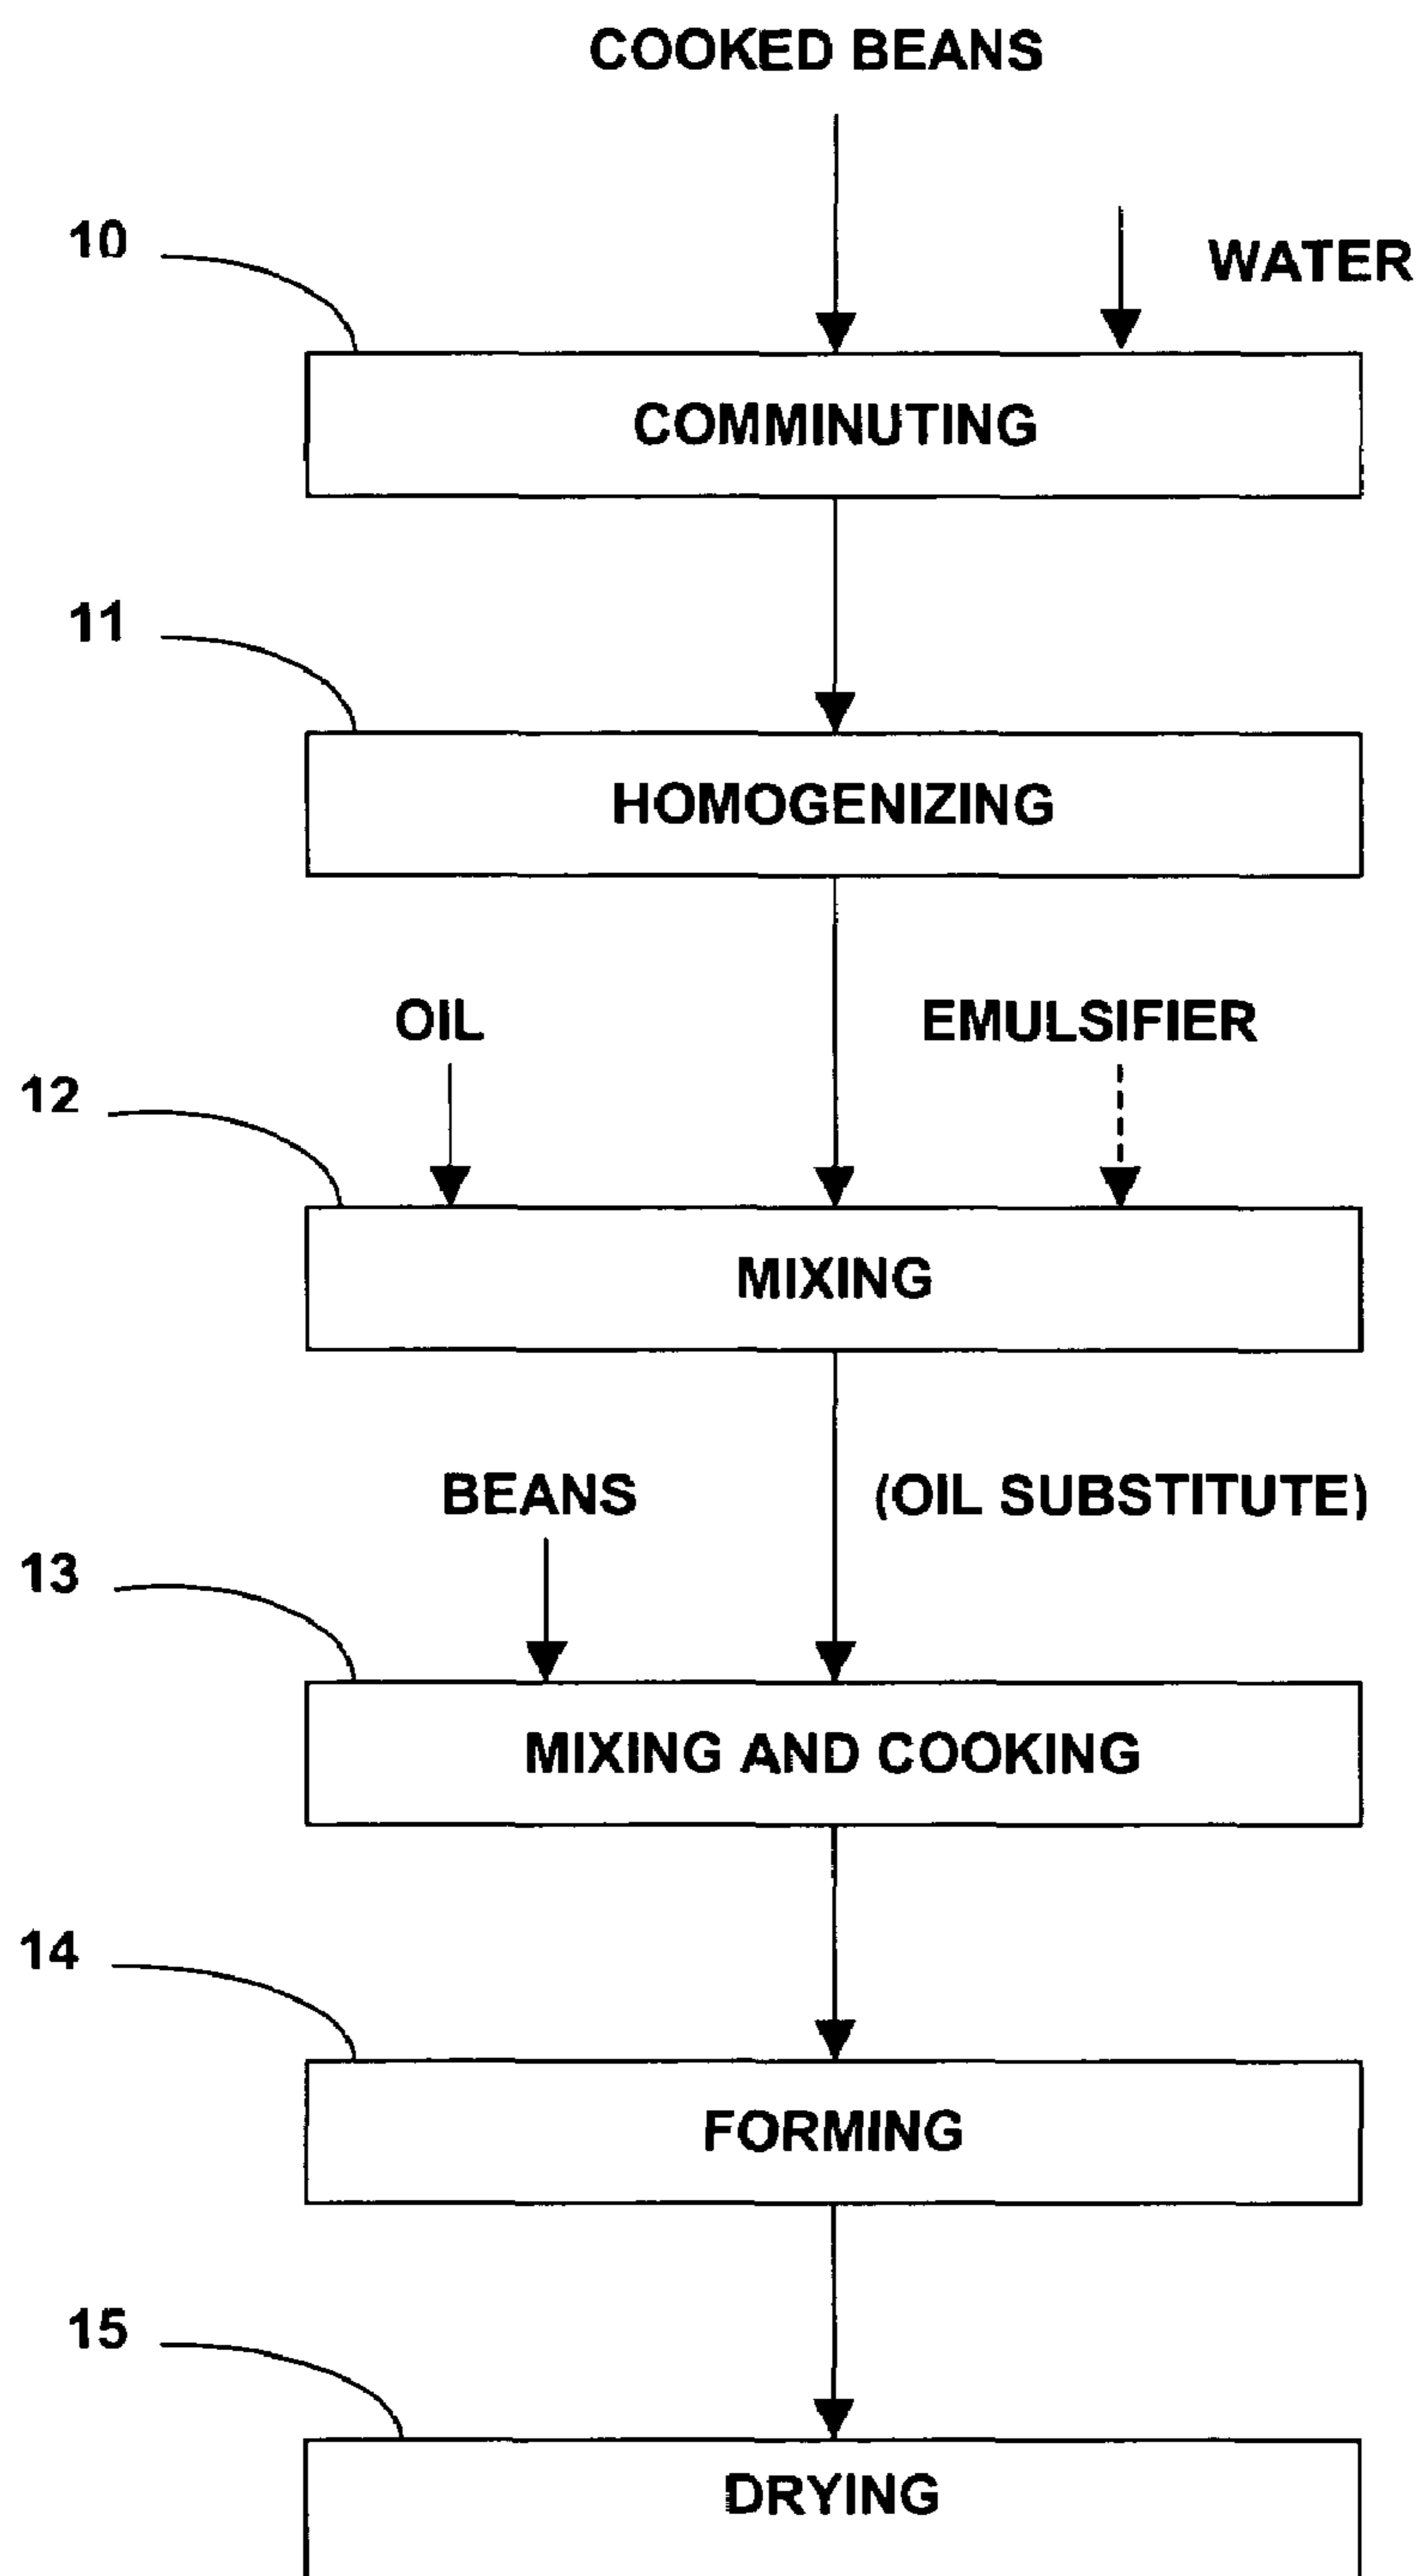 COOKED BEANS
10
WATER
COMMINUTING
11
HOMOGENIZING
OIL
EMULSIFIER
12
MIXING
BEANS
(OIL SUBSTITUTE)
13
MIXING AND COOKING
14
FORMING
15
DRYING